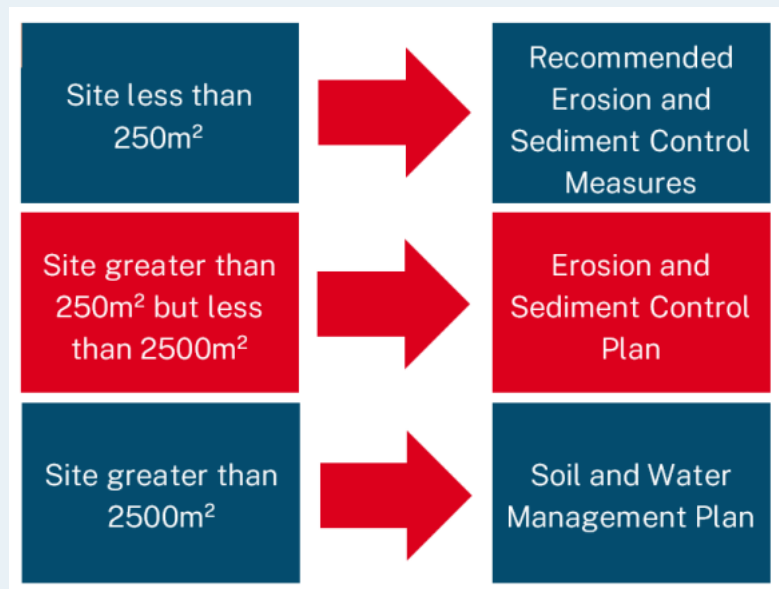 Site less than
250m²
Recommended
Erosion and
Sediment Control
Measures
Site greater than
250m² but less
than 2500m²
Erosion and
Sediment Control
Plan
Site greater than
2500m²
Soil and Water
Management Plan